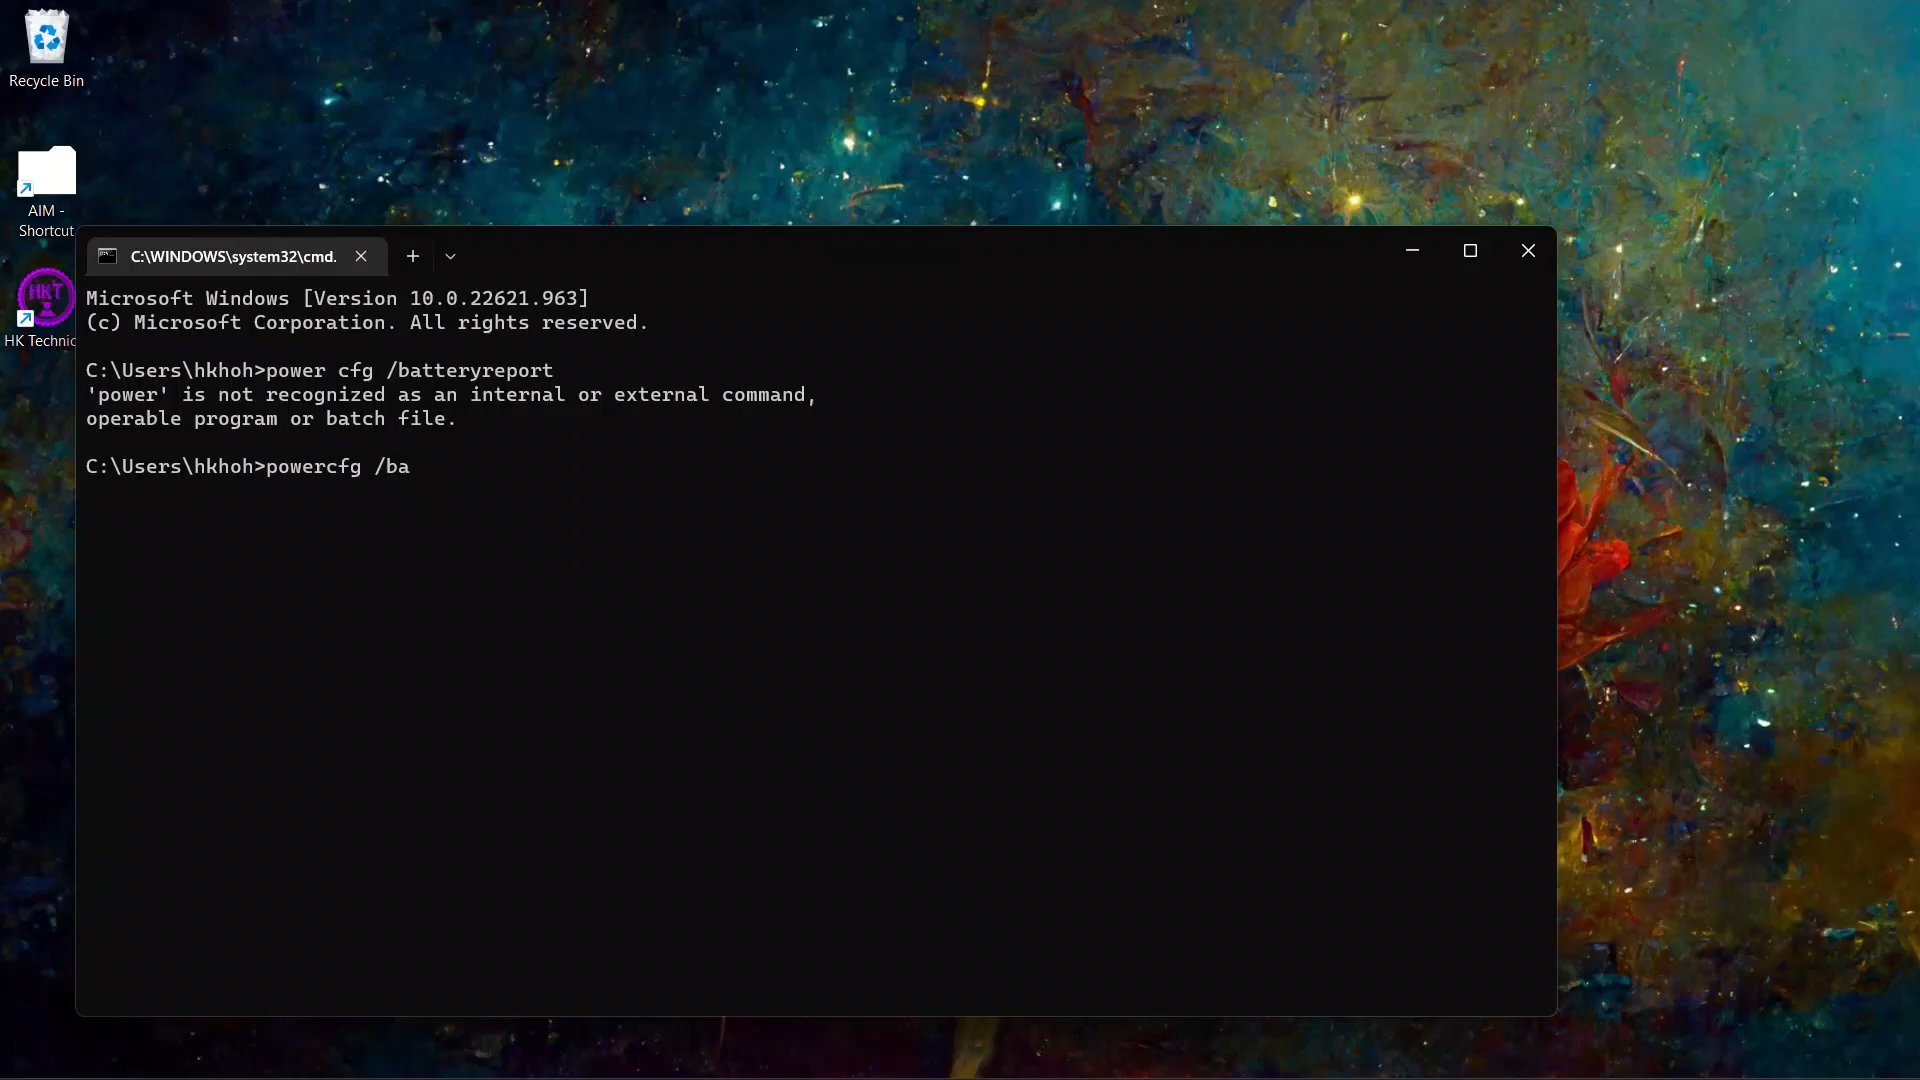 Recycle Bin
AIM -
Shortcut
HKT
HK Technic
C:\WINDOWS\system32\cmd.
Microsoft Windows [Version 10.0.22621.963]
(c) Microsoft Corporation. All rights reserved.
C:\Users\hkhoh>power cfg /batteryreport
'power' is not recognized as an internal or external command,
operable program or batch file.
C:\Users\hkhoh>powercfg /ba